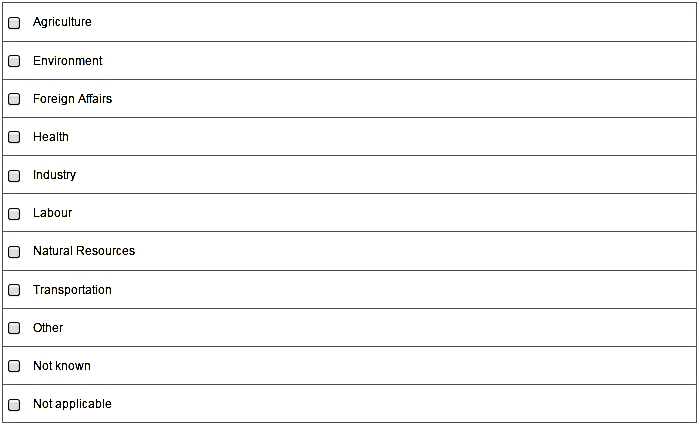 Agriculture
Environment
Foreign Affairs
Health
Industry
Labour
Natural Resources
Transportation
Other
Not known
Not applicable